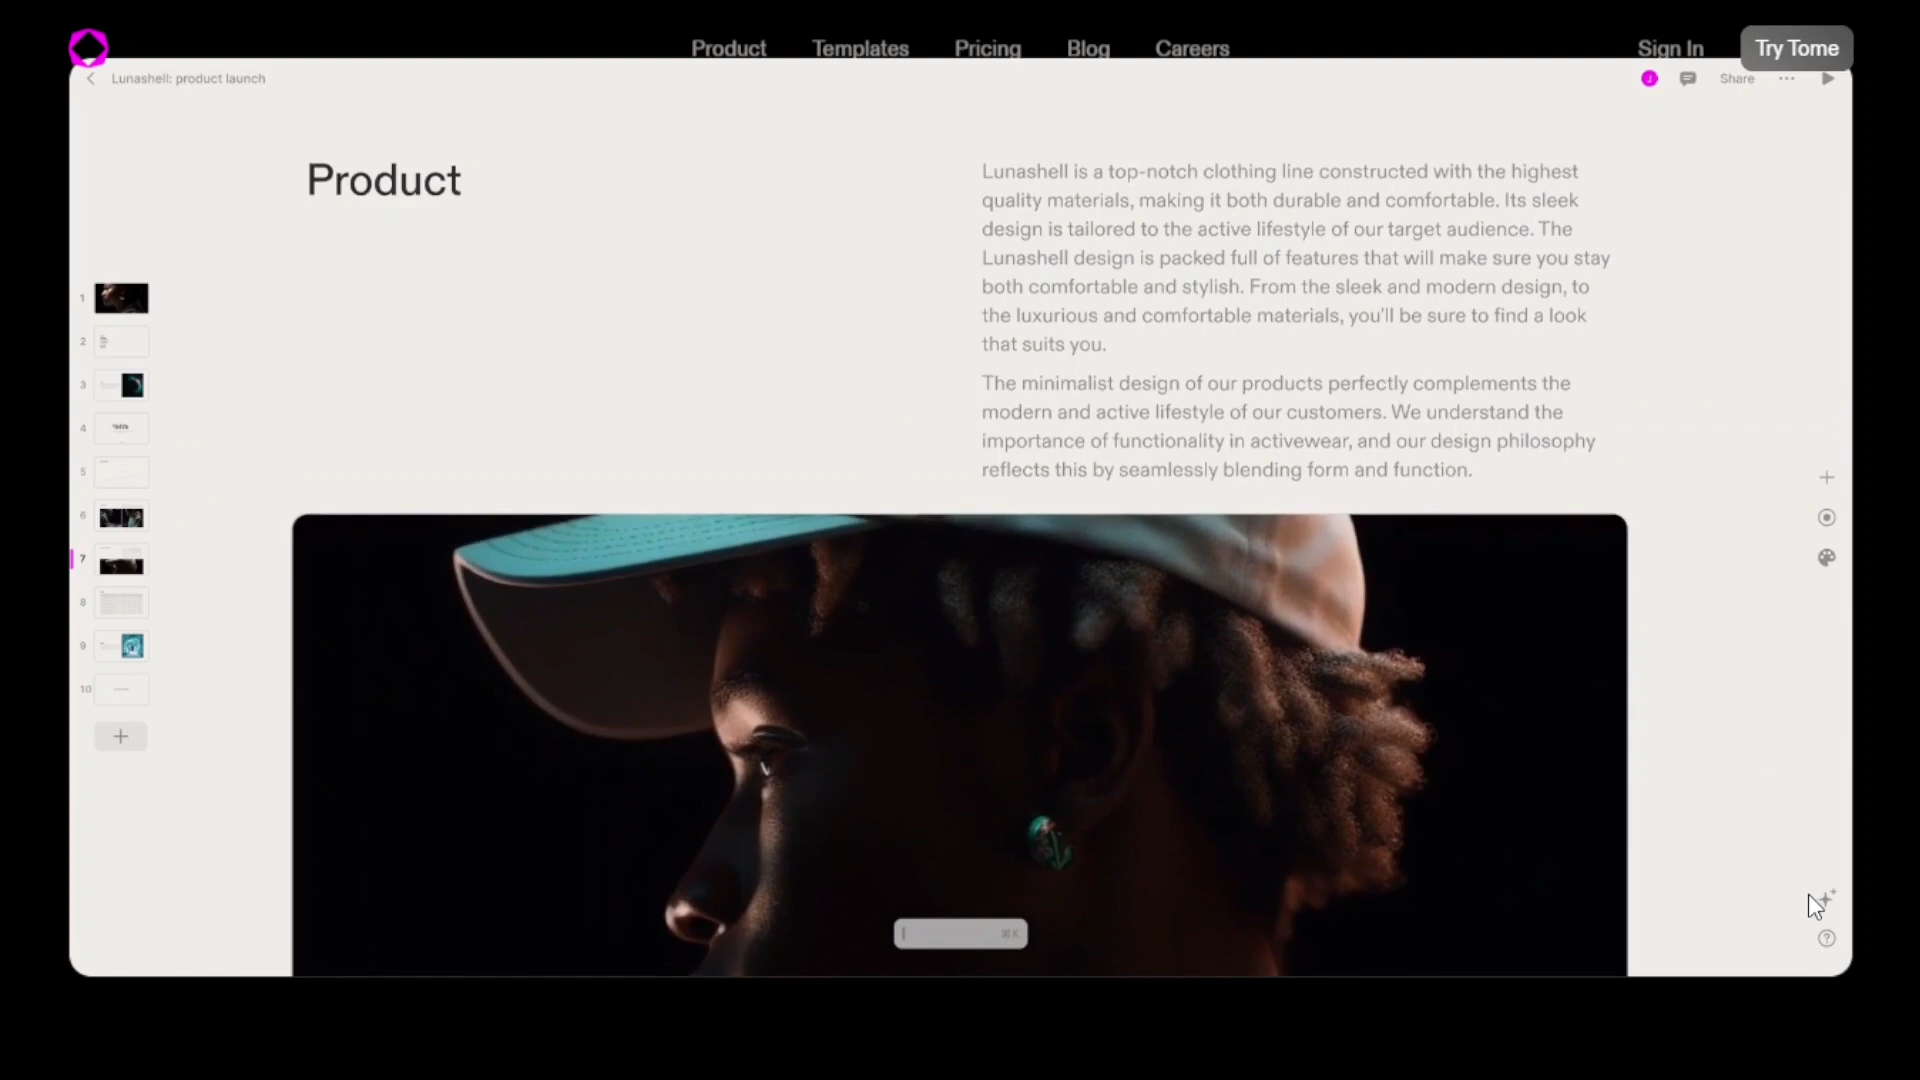 Product Templates Pricing Blog Careers Sign In Try Tome
Lunashell: product launch
J
Share
Product
Lunashell is a top-notch clothing line constructed with the highest
quality materials, making it both durable and comfortable. Its sleek
design is tailored to the active lifestyle of our target audience. The
Lunashell design is packed full of features that will make sure you stay
both comfortable and stylish. From the sleek and modern design, to
the luxurious and comfortable materials, you'll be sure to find a look
that suits you.
The minimalist design of our products perfectly complements the
modern and active lifestyle of our customers. We understand the
importance of functionality in activewear, and our design philosophy
reflects this by seamlessly blending form and function.
1
2
3
4
5
6
7
8
9
10
⌘K